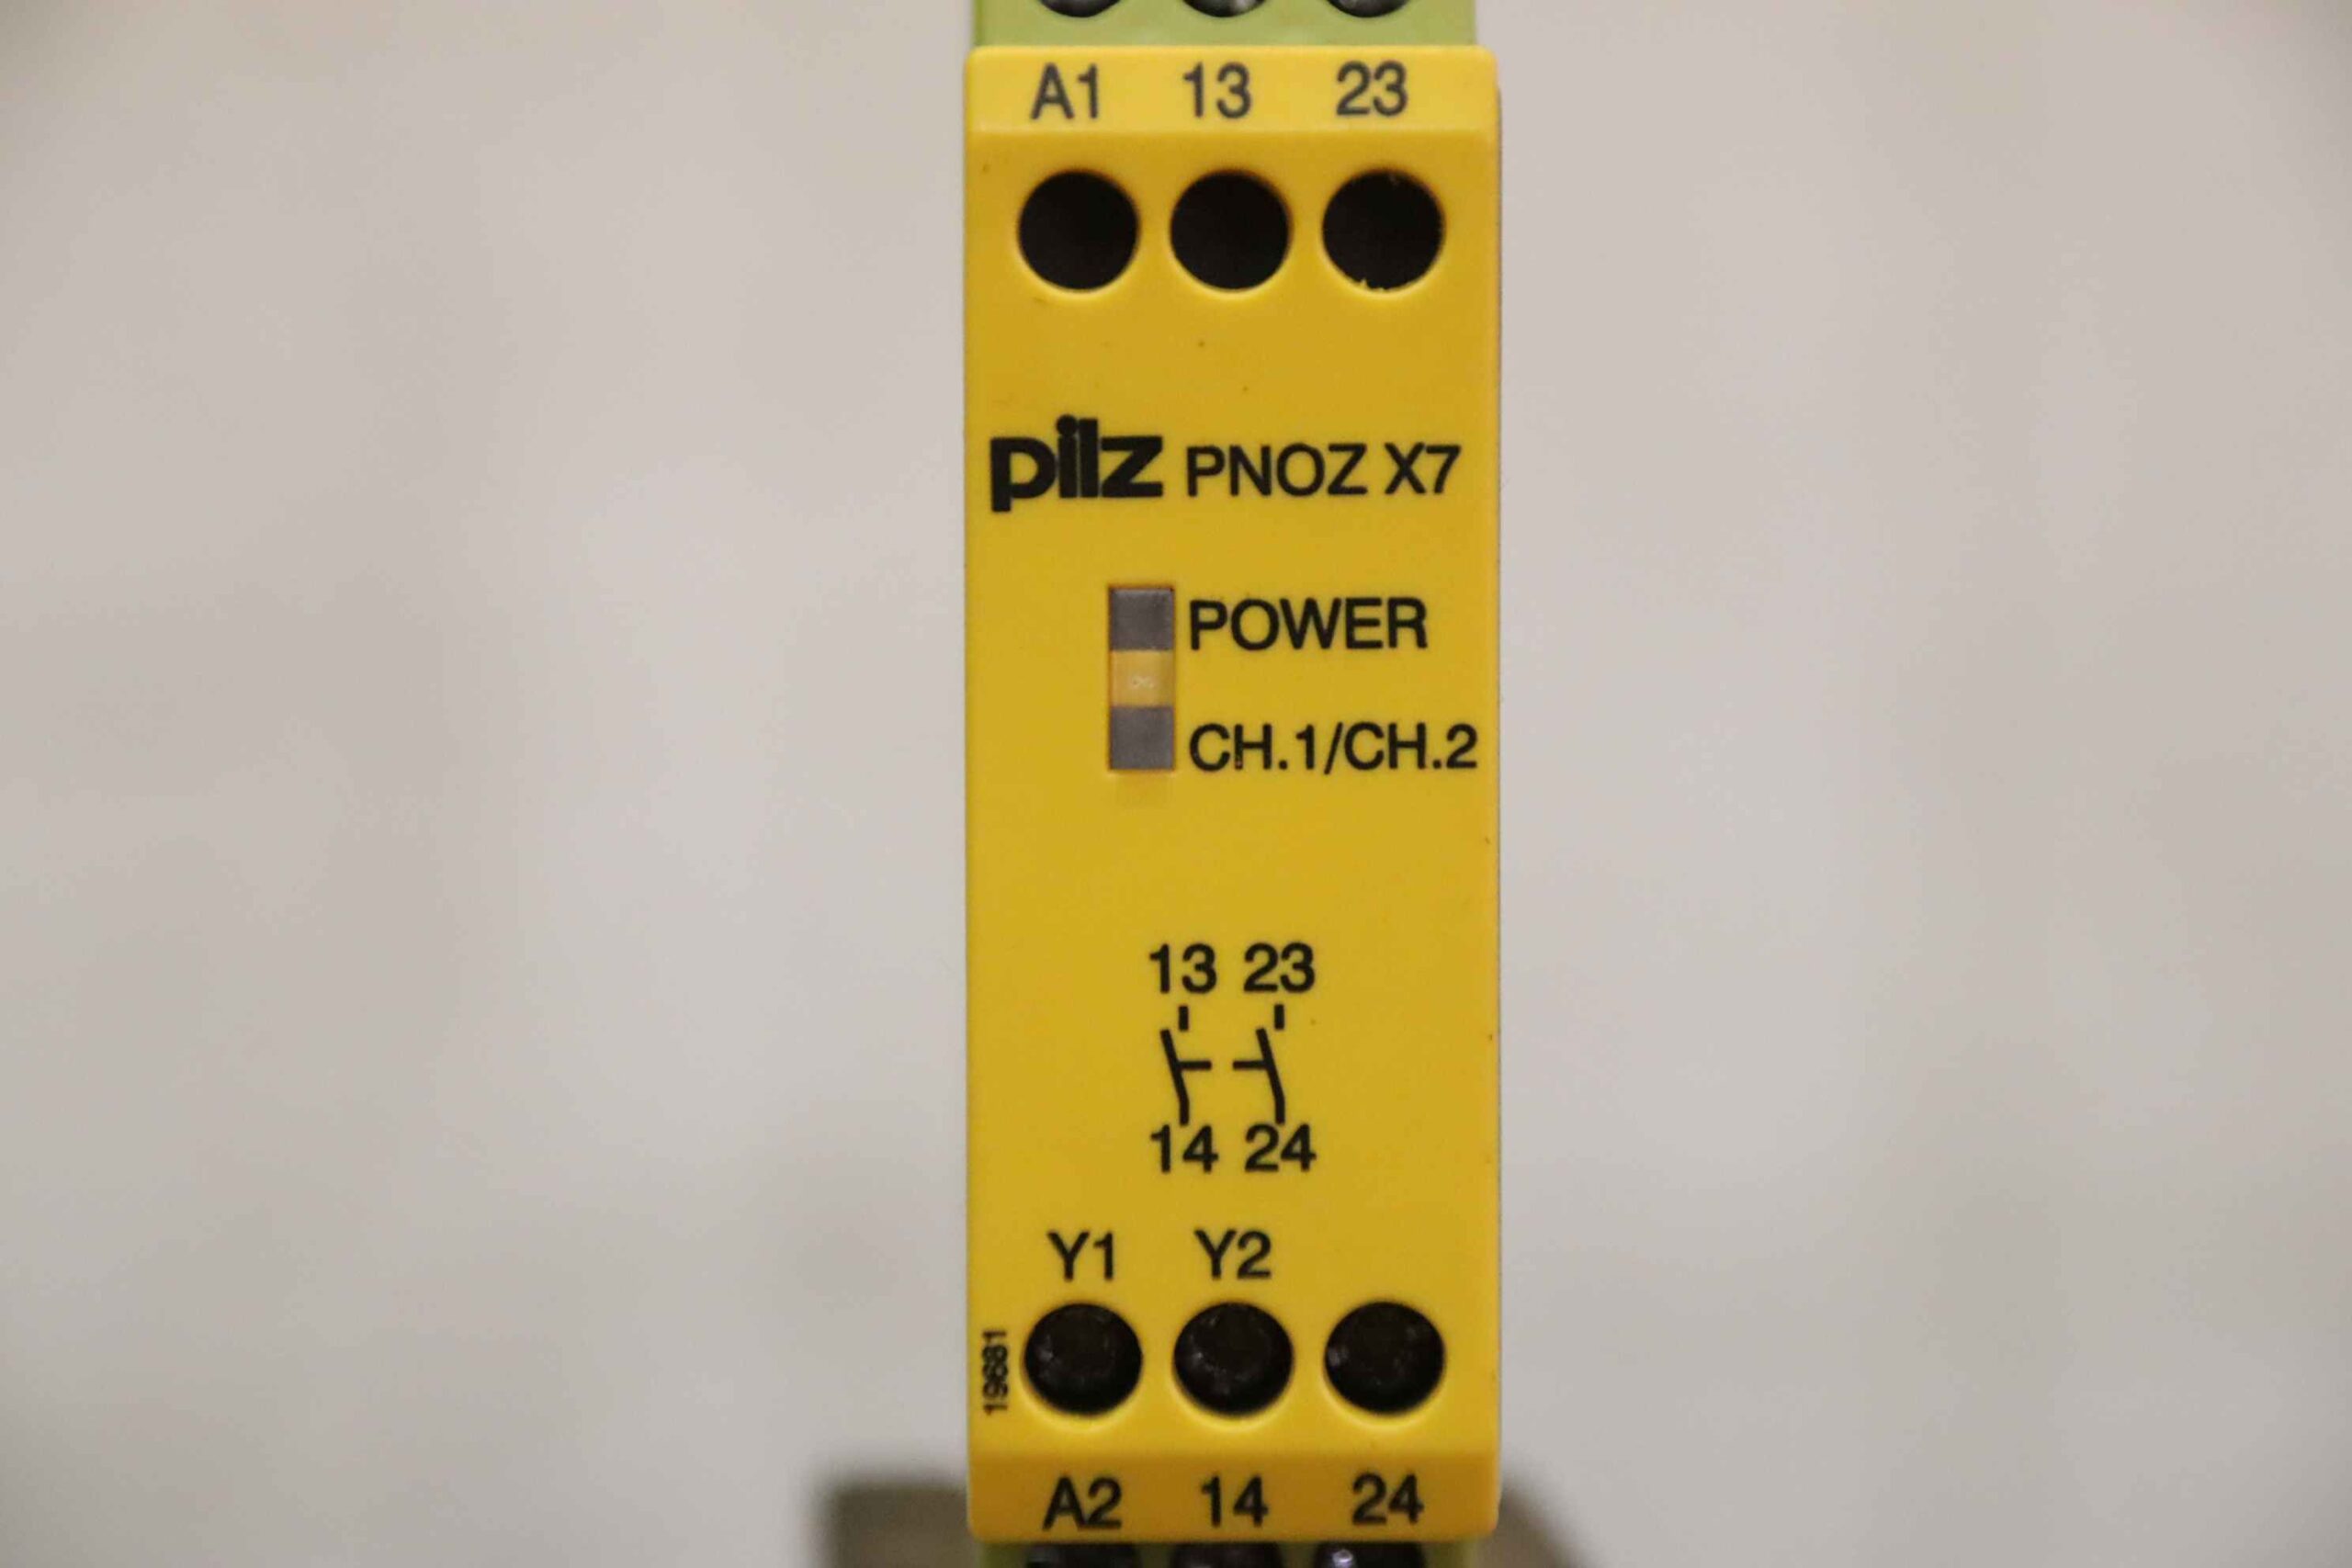 A1 13 23
pilz PNOZ X7
POWER
CH.1/CH.2
13 23
14 24
Y1 Y2
19681
A2 14 24